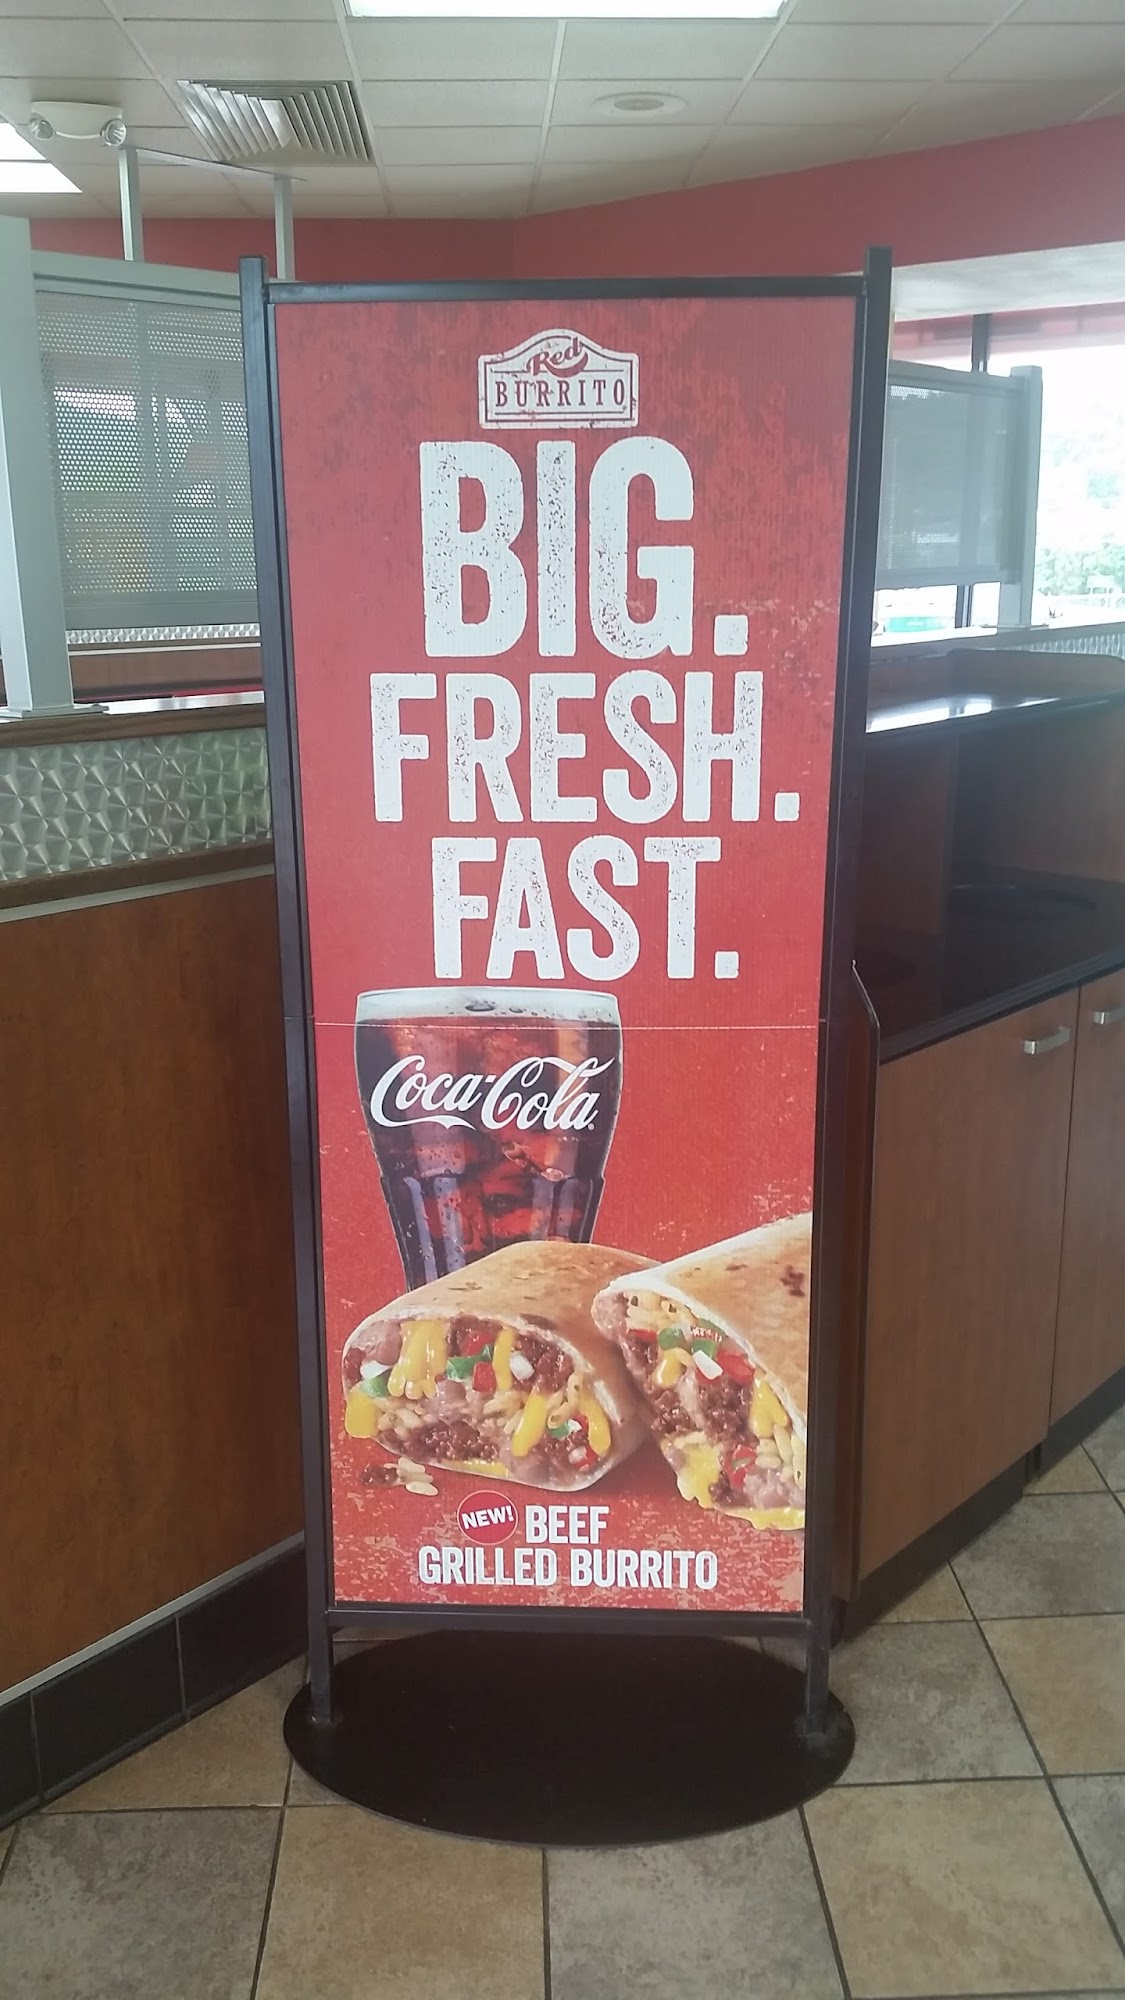 Red
BURRITO
BIG.
FRESH.
FAST.
Coca-Cola
NEW! BEEF
GRILLED BURRITO